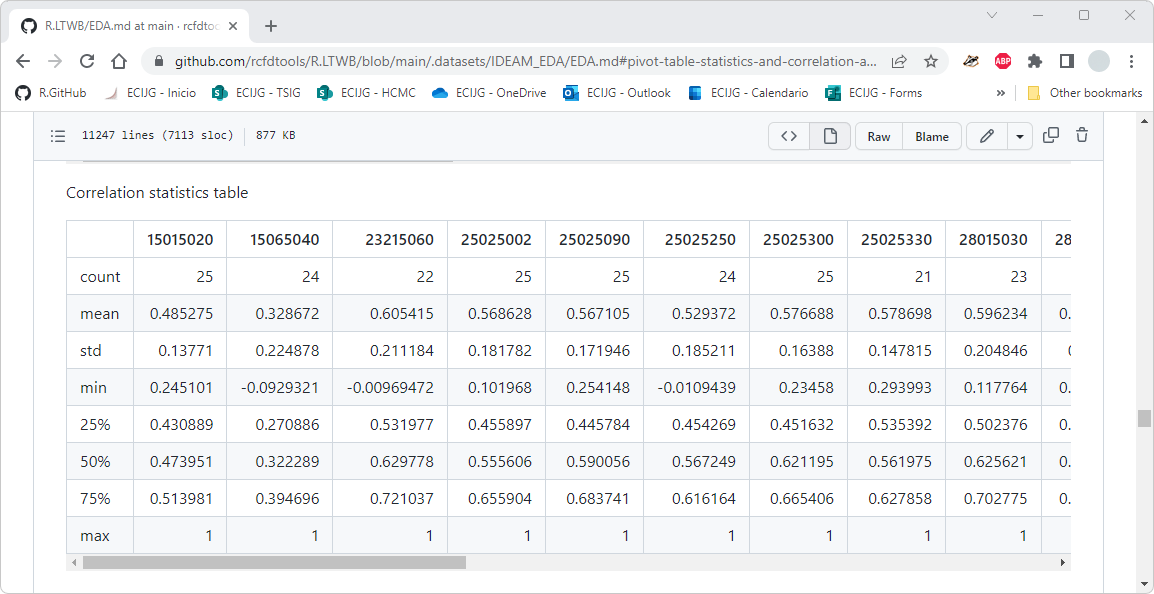 R.LTWB/EDA.md at main · rcfdtoo
github.com/rcfdtools/R.LTWB/blob/main/.datasets/IDEAM_EDA/EDA.md#pivot-table-statistics-and-correlation-a...
ABP
R.GitHub ECIJG - Inicio ECIJG - TSIG ECIJG - HCMC ECIJG - OneDrive ECIJG - Outlook ECIJG - Calendario ECIJG - Forms » Other bookmarks
11247 lines (7113 sloc) 877 KB <> Raw Blame
Correlation statistics table
15015020 15065040 23215060 25025002 25025090 25025250 25025300 25025330 28015030 28
count 25 24 22 25 25 24 25 21 23
mean 0.485275 0.328672 0.605415 0.568628 0.567105 0.529372 0.576688 0.578698 0.596234 0.
std 0.13771 0.224878 0.211184 0.181782 0.171946 0.185211 0.16388 0.147815 0.204846
min 0.245101 -0.0929321 -0.00969472 0.101968 0.254148 -0.0109439 0.23458 0.293993 0.117764 0.
25% 0.430889 0.270886 0.531977 0.455897 0.445784 0.454269 0.451632 0.535392 0.502376 0.
50% 0.473951 0.322289 0.629778 0.555606 0.590056 0.567249 0.621195 0.561975 0.625621 0.
75% 0.513981 0.394696 0.721037 0.655904 0.683741 0.616164 0.665406 0.627858 0.702775 0.
max 1 1 1 1 1 1 1 1 1